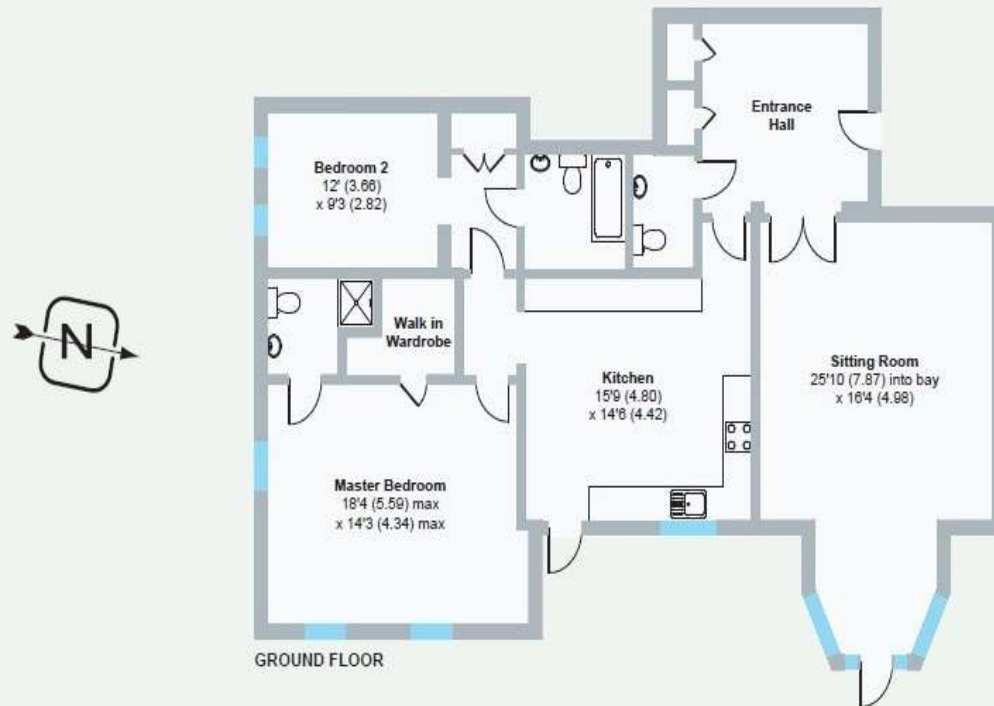 Entrance
Hall
Bedroom 2
12' (3.66)
x 9'3 (2.82)
N
Walk in
Wardrobe
Kitchen
15'9 (4.80)
x 14'6 (4.42)
Sitting Room
25'10 (7.87) into bay
x 16'4 (4.98)
Master Bedroom
18'4 (5.59) max
x 14'3 (4.34) max
GROUND FLOOR